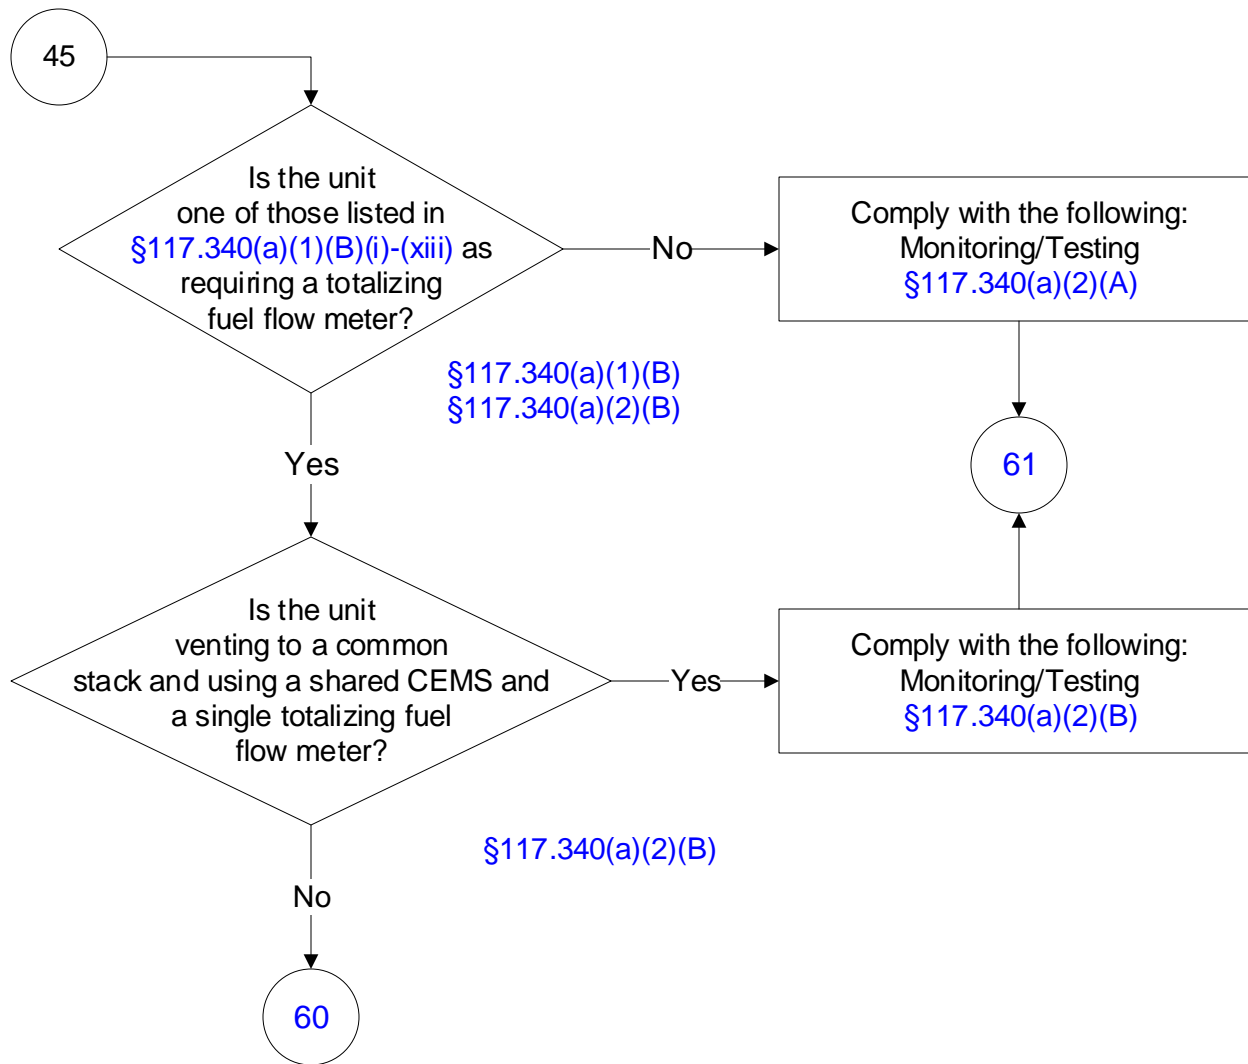 45
Is the unit
one of those listed in
§117.340(a)(1)(B)(i)-(xiii) as
requiring a totalizing
fuel flow meter?
No
Comply with the following:
Monitoring/Testing
§117.340(a)(2)(A)
§117.340(a)(1)(B)
§117.340(a)(2)(B)
Yes
61
Is the unit
venting to a common
stack and using a shared CEMS and
a single totalizing fuel
flow meter?
Yes
Comply with the following:
Monitoring/Testing
§117.340(a)(2)(B)
§117.340(a)(2)(B)
No
60